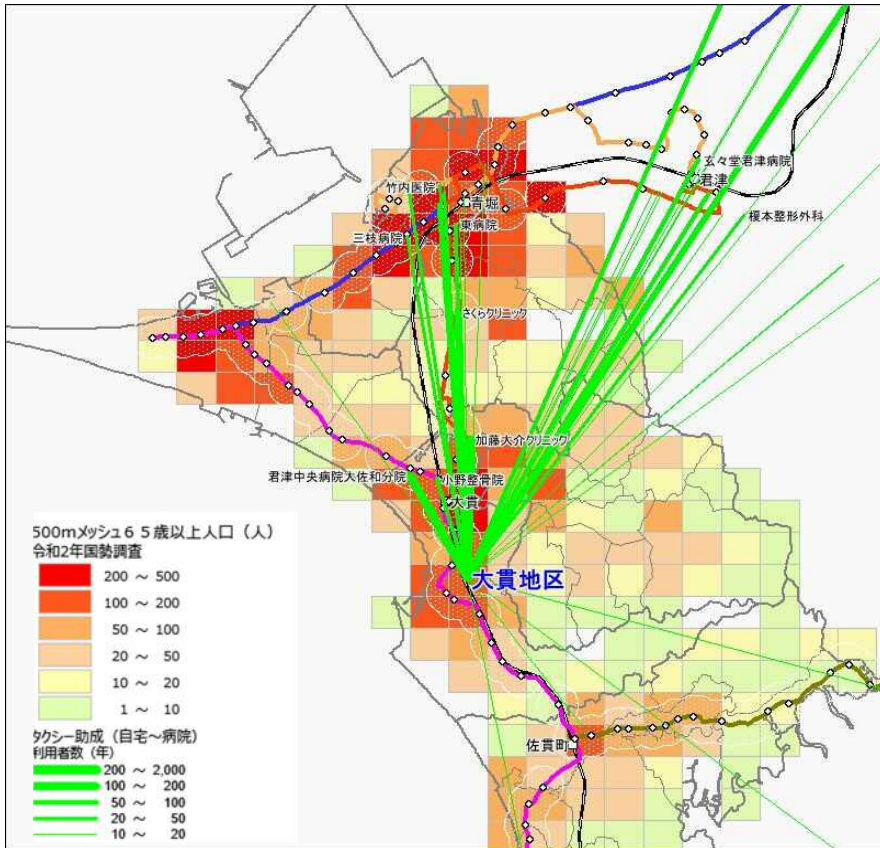 玄々堂君津病院
君津
竹内医院
青堀
榎本整形外科
東病院
三枝病院
さくらクリニック
加藤大介クリニック
君津中央病院大佐和分院
小野整骨院
大貫
大貫地区
佐貫町
500mメッシュ65歳以上人口（人）
令和2年国勢調査
200 ～ 500
100 ～ 200
50 ～ 100
20 ～ 50
10 ～ 20
1 ～ 10
タクシー助成（自宅～病院）
利用者数（年）
200 ～ 2,000
100 ～ 200
50 ～ 100
20 ～ 50
10 ～ 20